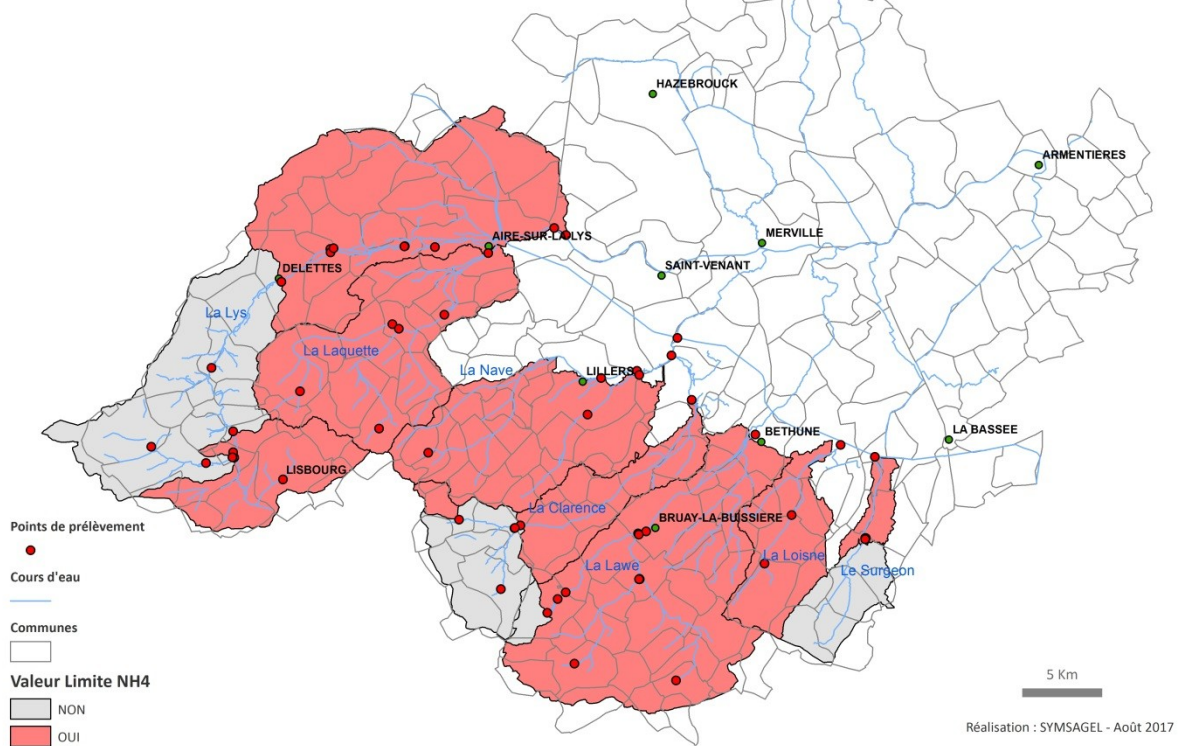 HAZEBROUCK
ARMENTIERES
AIRE-SUR-LA-LYS
MERVILLE
DELETTES
SAINT-VENANT
La Lys
La Laquette
La Nave
LILLERS
BETHUNE
LA BASSEE
LISBOURG
La Clarence
BRUAY-LA-BUISSIERE
La Loisne
La Lawe
Le Surgeon
Points de prélèvement
Cours d'eau
Communes
Valeur Limite NH4
NON
OUI
5 Km
Réalisation : SYMSAGEL - Août 2017